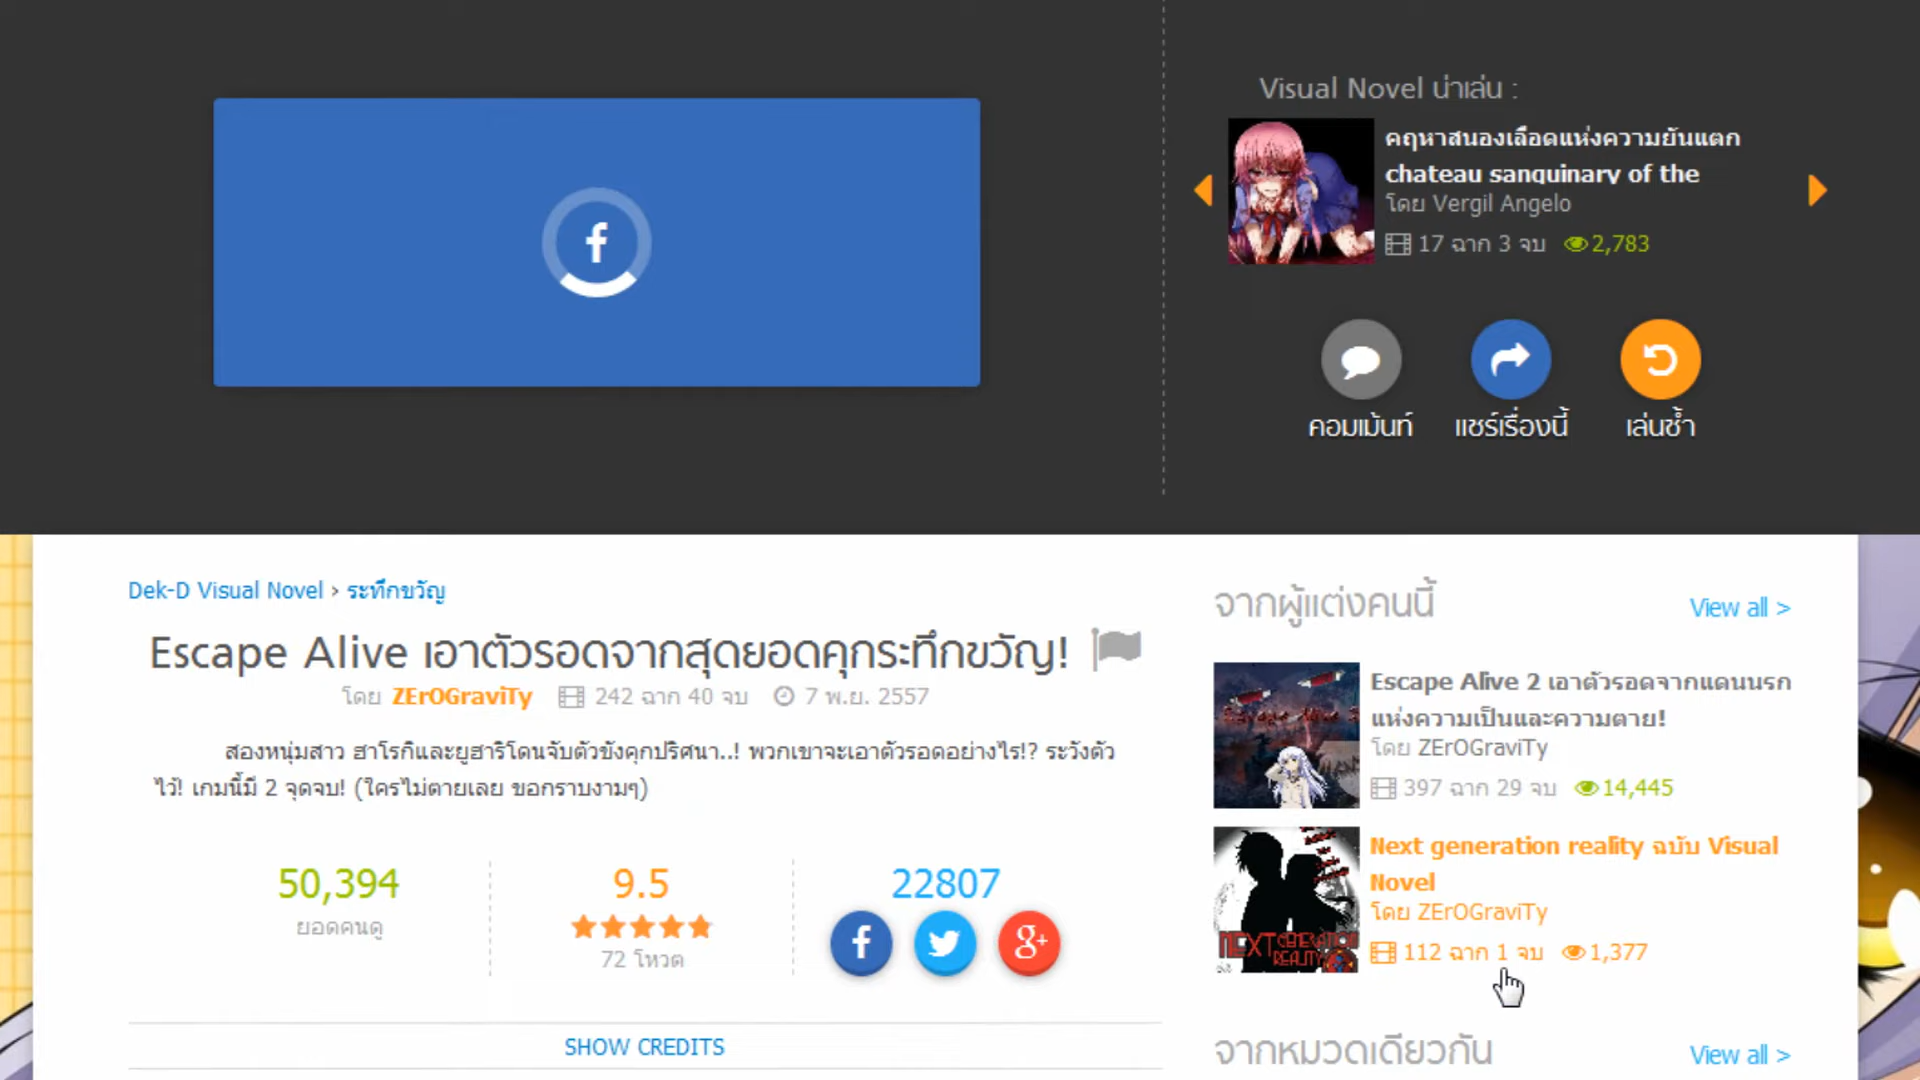 Visual Novel น่าเล่น :
คฤหาสนองเลือดแห่งความยันแตก
chateau sanguinary of the
โดย Vergil Angelo
17 ฉาก 3 จบ 2,783
คอมเม้นท์ แชร์เรื่องนี้ เล่นซ้ำ
Dek-D Visual Novel › ระทึกขวัญ
Escape Alive เอาตัวรอดจากสุดยอดคุกระทึกขวัญ!
โดย ZErOGraviTy 242 ฉาก 40 จบ 7 พ.ย. 2557
สองหนุ่มสาว ฮาโรกิและยูฮาริโดนจับตัวขังคุกปริศนา..! พวกเขาจะเอาตัวรอดอย่างไร!? ระวังตัว
ไว้! เกมนี้มี 2 จุดจบ! (ใครไม่ตายเลย ขอกราบงามๆ)
50,394
ยอดคนดู
9.5
72 โหวต
22807
SHOW CREDITS
จากผู้แต่งคนนี้ View all >
Escape Alive 2 เอาตัวรอดจากแดนนรก
แห่งความเป็นและความตาย!
โดย ZErOGraviTy
397 ฉาก 29 จบ 14,445
NEXT GENERATION
REALITY
Next generation reality ฉบับ Visual
Novel
โดย ZErOGraviTy
112 ฉาก 1 จบ 1,377
จากหมวดเดียวกัน View all >